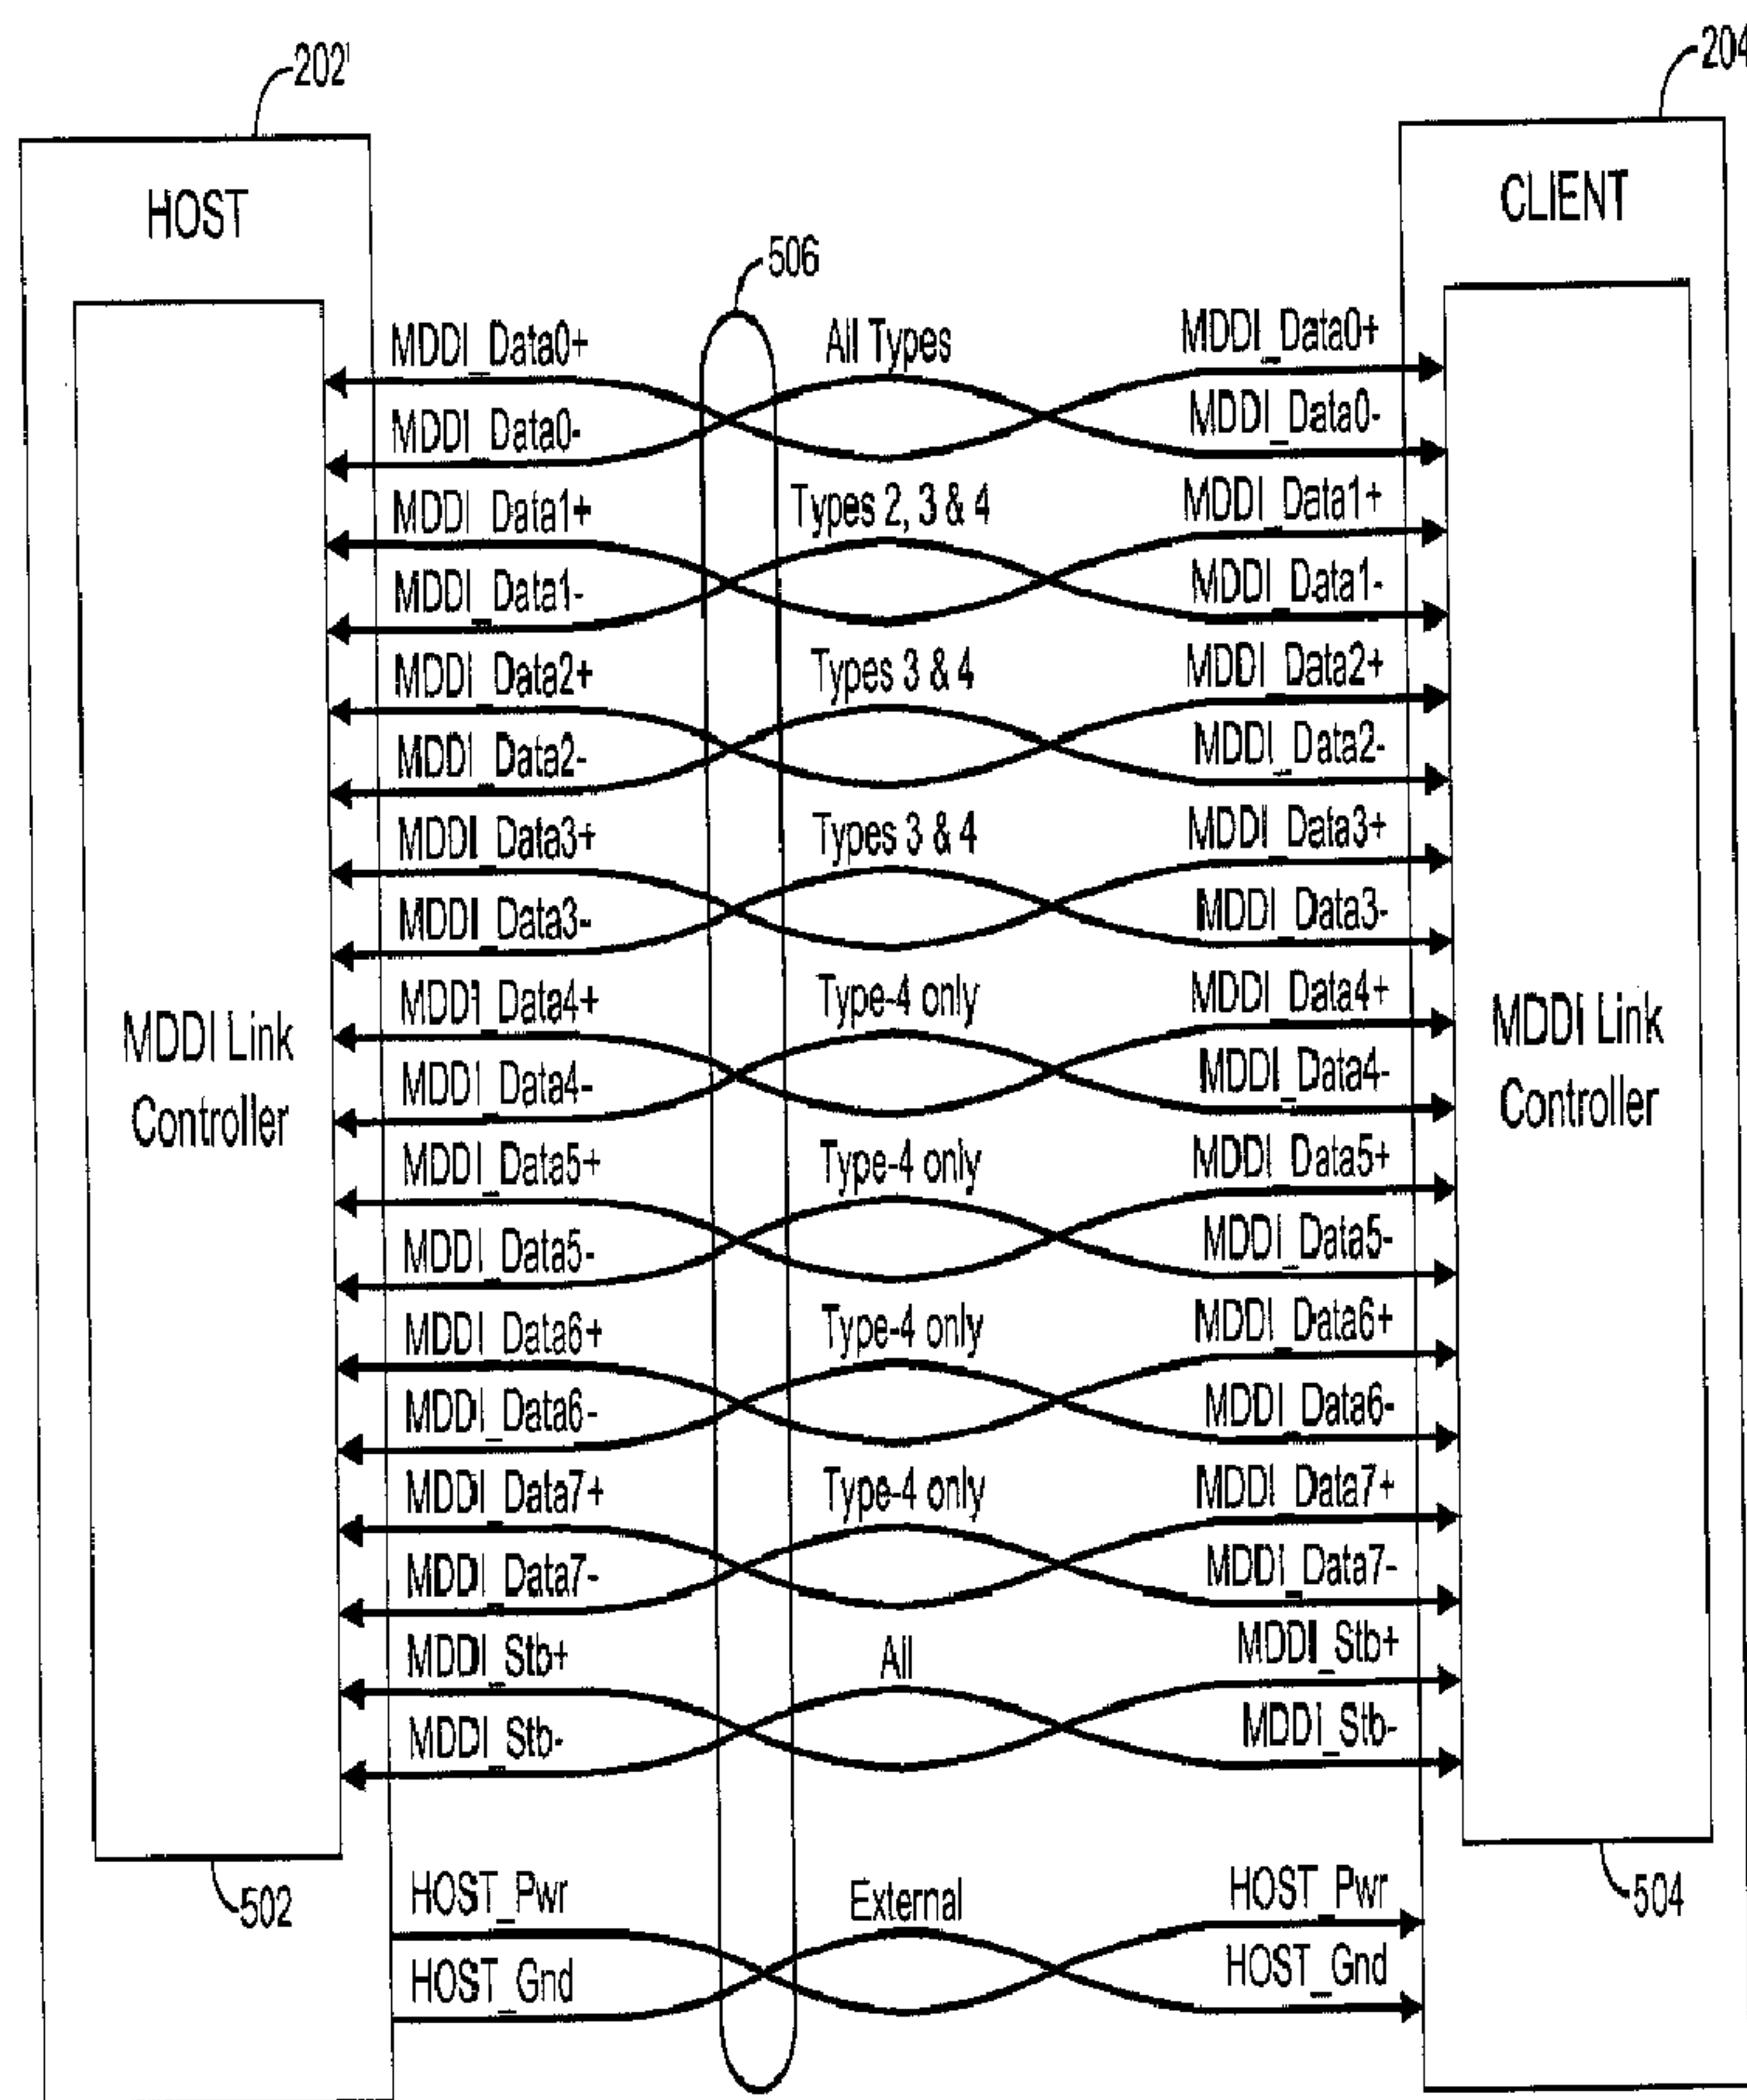 202'
204
HOST
CLIENT
506
MDDI_Data0+ All Types MDDI_Data0+
MDDI_Data0- MDDI_Data0-
MDDI_Data1+ Types 2, 3 & 4 MDDI_Data1+
MDDI_Data1- MDDI_Data1-
MDDI_Data2+ Types 3 & 4 MDDI_Data2+
MDDI_Data2- MDDI_Data2-
MDDI_Data3+ Types 3 & 4 MDDI_Data3+
MDDI_Data3- MDDI_Data3-
MDDI_Data4+ Type-4 only MDDI_Data4+
MDDI Link
Controller
MDDI Link
Controller
MDDI_Data4- MDDI_Data4-
MDDI_Data5+ Type-4 only MDDI_Data5+
MDDI_Data5- MDDI_Data5-
MDDI_Data6+ Type-4 only MDDI_Data6+
MDDI_Data6- MDDI_Data6-
MDDI_Data7+ Type-4 only MDDI_Data7+
MDDI_Data7- MDDI_Data7-
MDDI_Stb+ All MDDI_Stb+
MDDI_Stb- MDDI_Stb-
502
504
HOST_Pwr External HOST_Pwr
HOST_Gnd HOST_Gnd